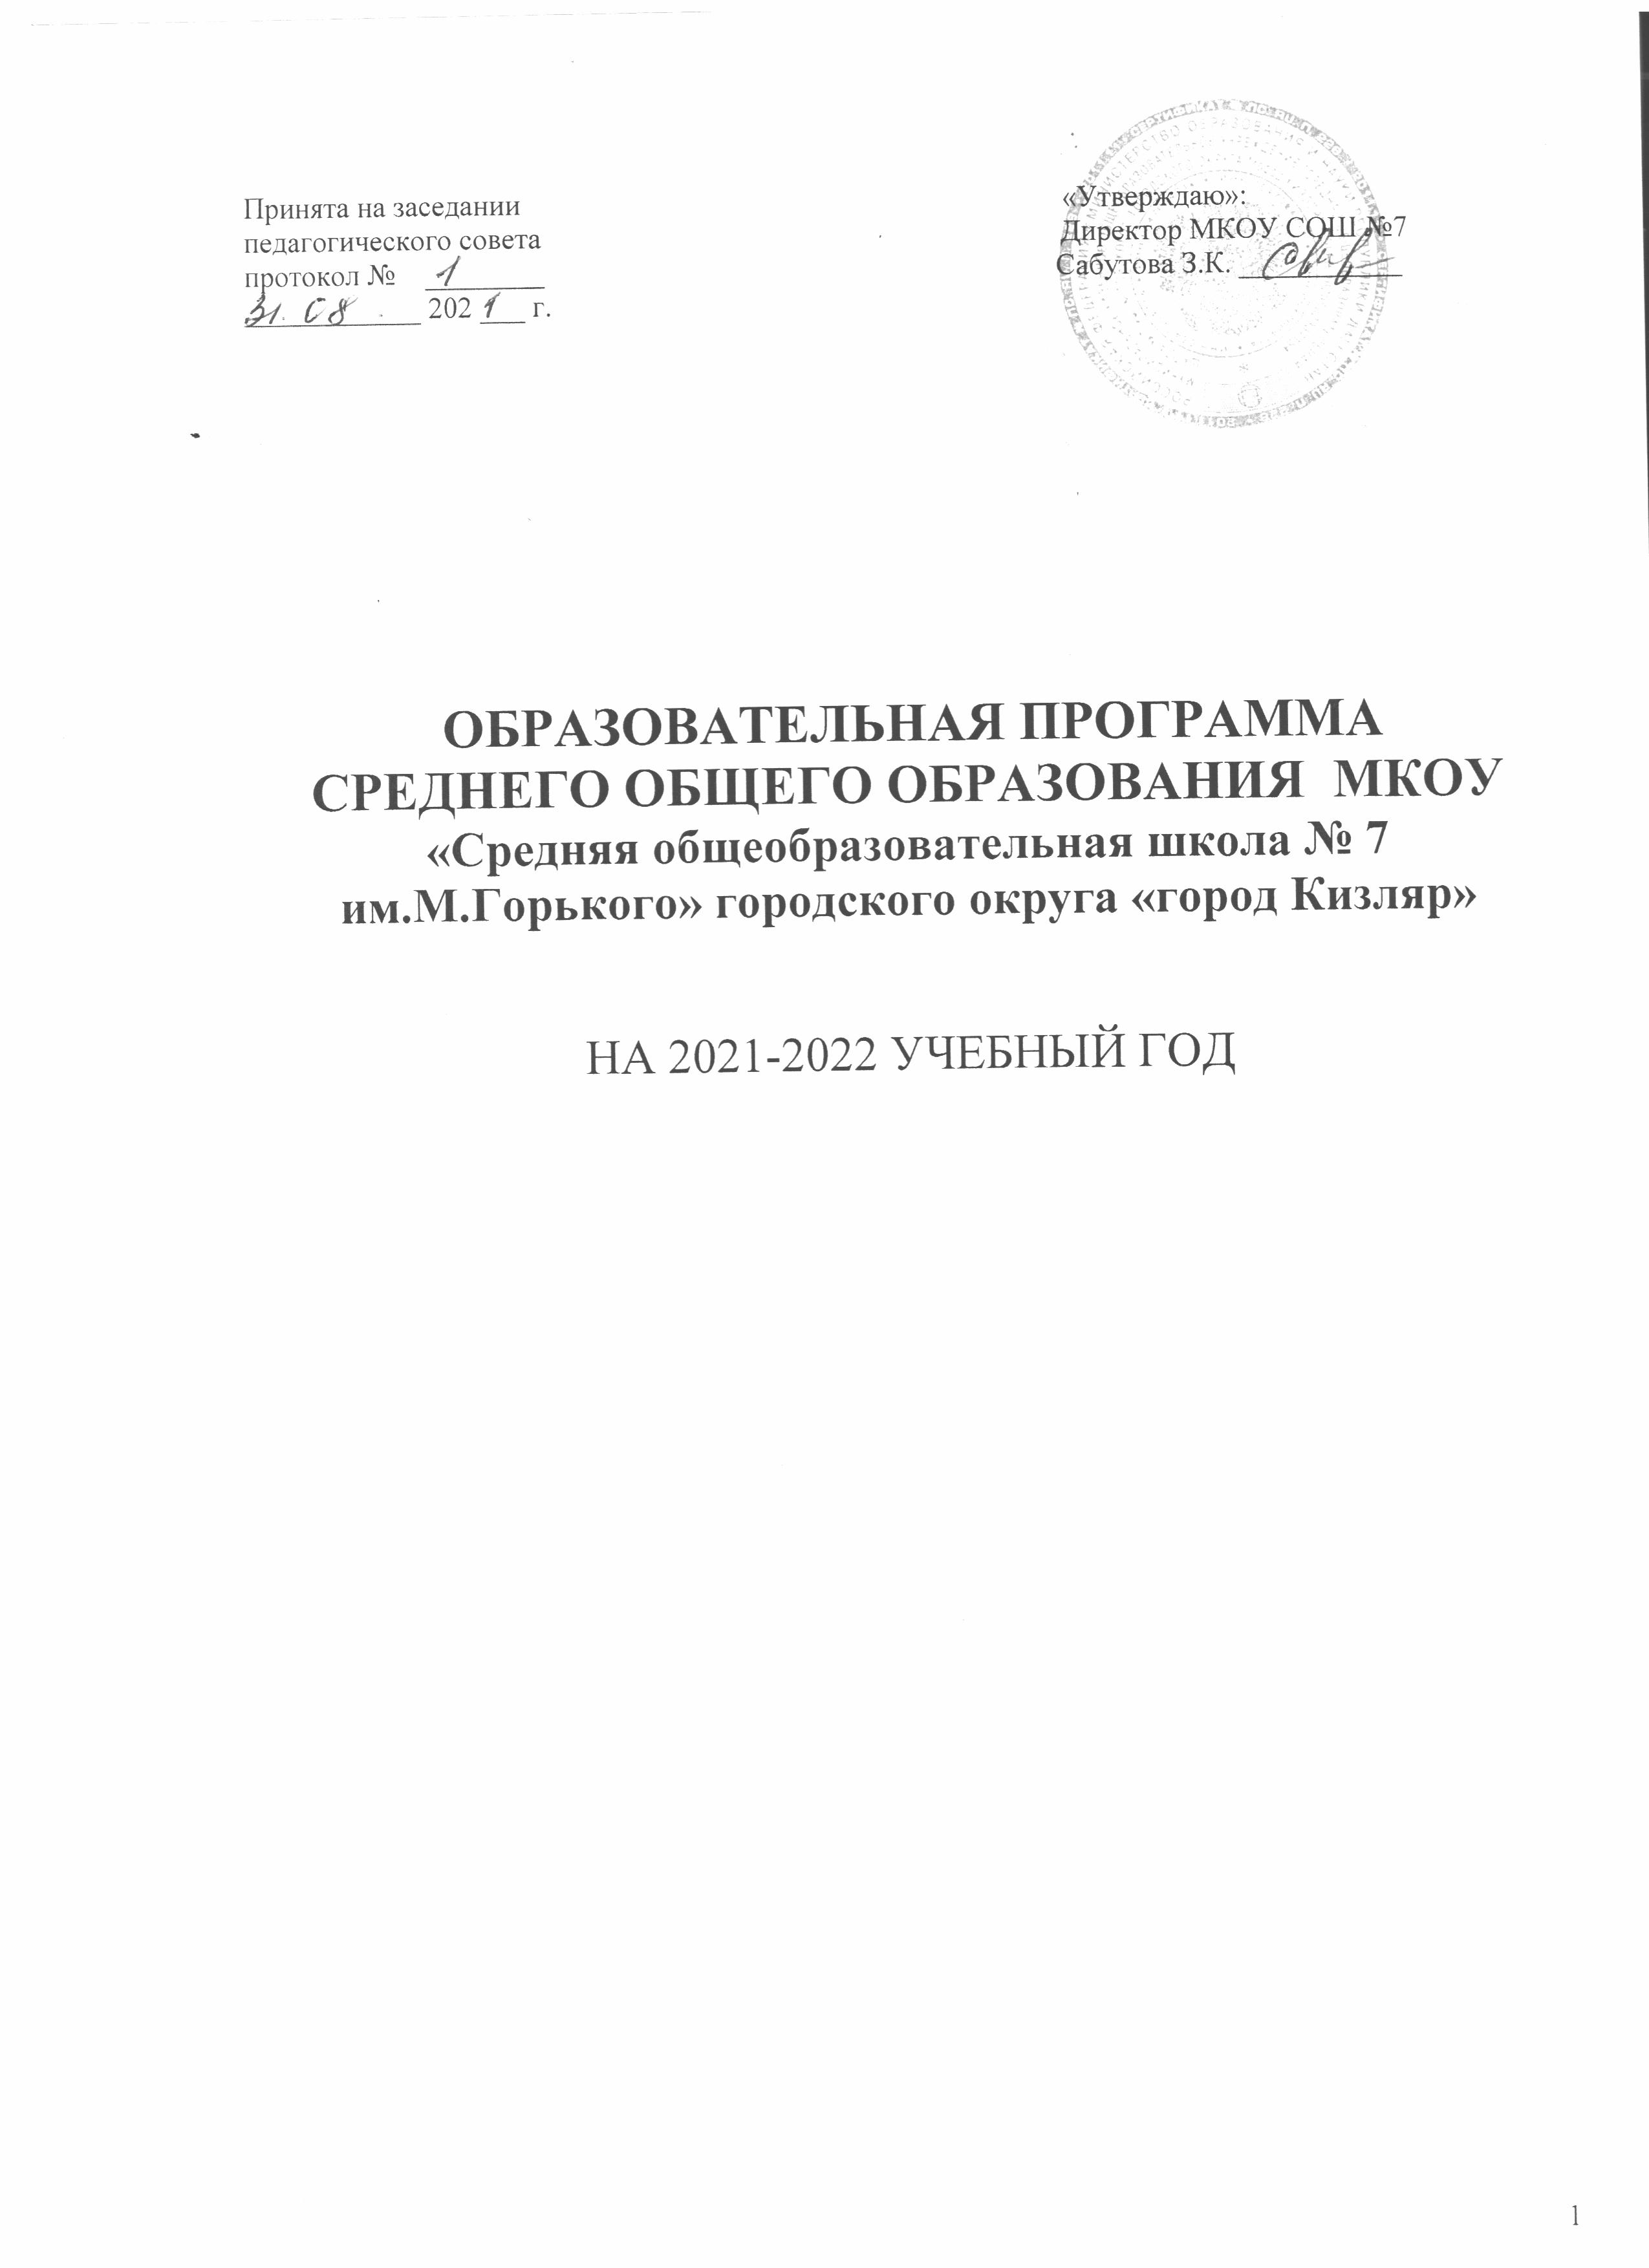 Принята на заседании
педагогического совета
протокол № 1
31. 08. 2021 г.
«Утверждаю»:
Директор МКОУ СОШ №7
Сабутова З.К.
ОБРАЗОВАТЕЛЬНАЯ ПРОГРАММА
СРЕДНЕГО ОБЩЕГО ОБРАЗОВАНИЯ МКОУ
«Средняя общеобразовательная школа № 7
им.М.Горького» городского округа «город Кизляр»
НА 2021-2022 УЧЕБНЫЙ ГОД
1